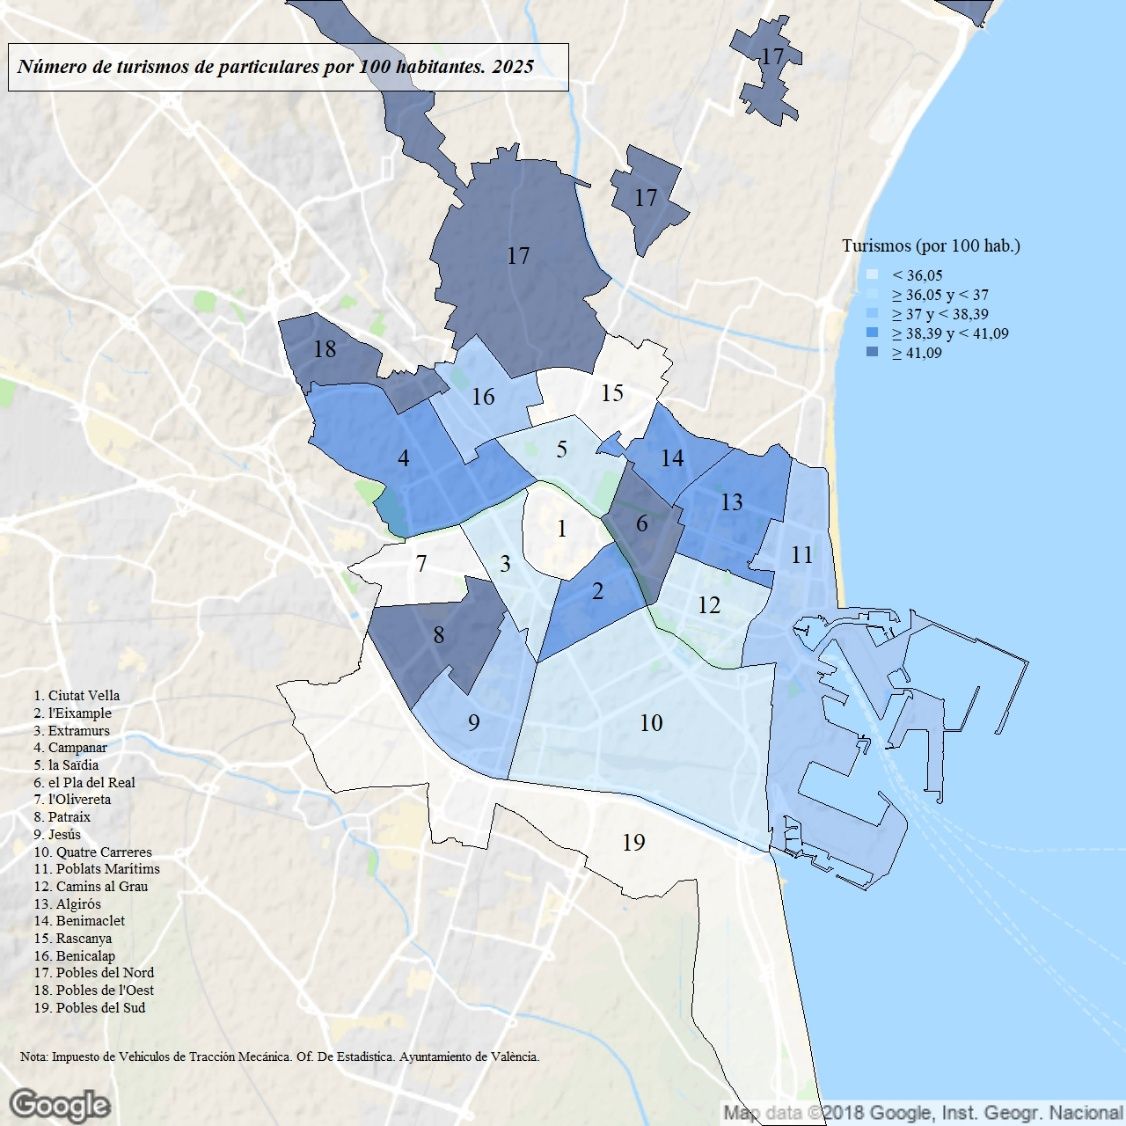 Número de turismos de particulares por 100 habitantes. 2025
17
17
17
Turismos (por 100 hab.)
< 36,05
≥ 36,05 y < 37
≥ 37 y < 38,39
≥ 38,39 y < 41,09
≥ 41,09
18
16
15
4
5
14
13
6
1
11
7
3
2
12
8
9
10
19
1. Ciutat Vella
2. l'Eixample
3. Extramurs
4. Campanar
5. la Saïdia
6. el Pla del Real
7. l'Olivereta
8. Patraix
9. Jesús
10. Quatre Carreres
11. Poblats Marítims
12. Camins al Grau
13. Algirós
14. Benimaclet
15. Rascanya
16. Benicalap
17. Pobles del Nord
18. Pobles de l'Oest
19. Pobles del Sud
Nota: Impuesto de Vehículos de Tracción Mecánica. Of. De Estadística. Ayuntamiento de València.
Google
Map data ©2018 Google, Inst. Geogr. Nacional